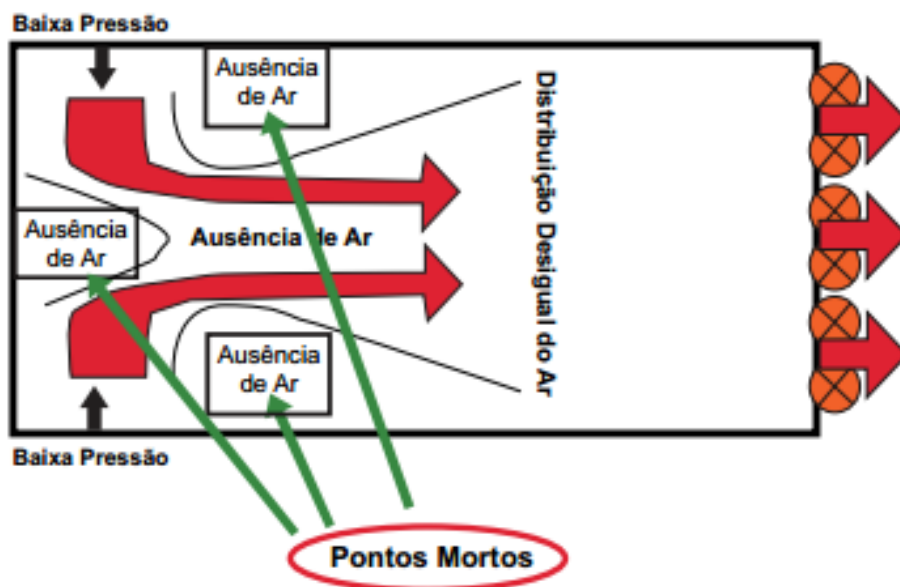 Baixa Pressão
Ausência
de Ar
Distribuição Desigual do Ar
Ausência
de Ar
Ausência de Ar
Ausência
de Ar
Baixa Pressão
Pontos Mortos